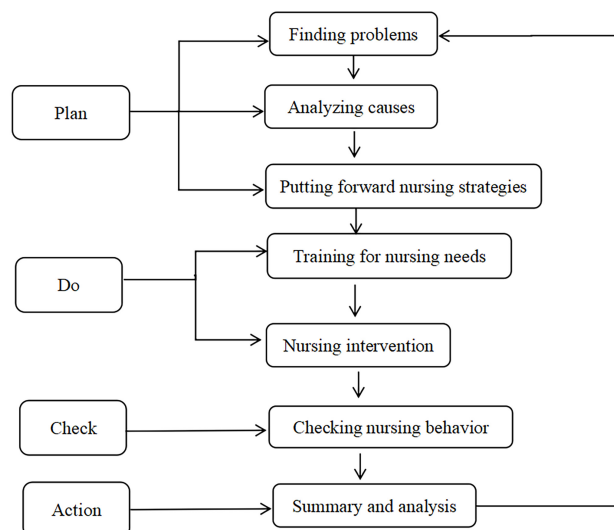 Finding problems
Plan
Analyzing causes
Putting forward nursing strategies
Training for nursing needs
Do
Nursing intervention
Check
Checking nursing behavior
Action
Summary and analysis